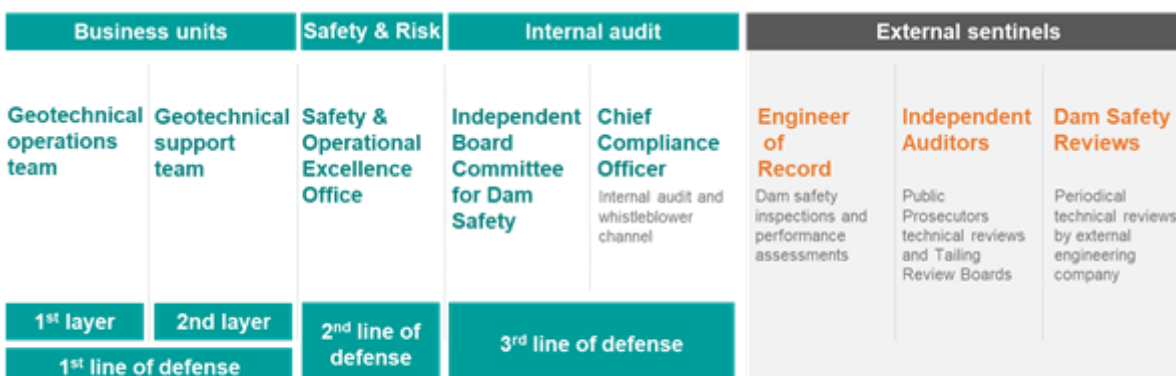 Business units
Safety & Risk
Internal audit
External sentinels
Geotechnical
operations
team
Geotechnical
support
team
Safety &
Operational
Excellence
Office
Independent
Board
Committee
for Dam
Safety
Chief
Compliance
Officer
Internal audit and
whistleblower
channel
Engineer
of
Record
Dam safety
inspections and
performance
assessments
Independent
Auditors
Public
Prosecutors
technical reviews
and Tailing
Review Boards
Dam Safety
Reviews
Periodical
technical reviews
by external
engineering
company
1st layer
2nd layer
1st line of defense
2nd line of
defense
3rd line of defense